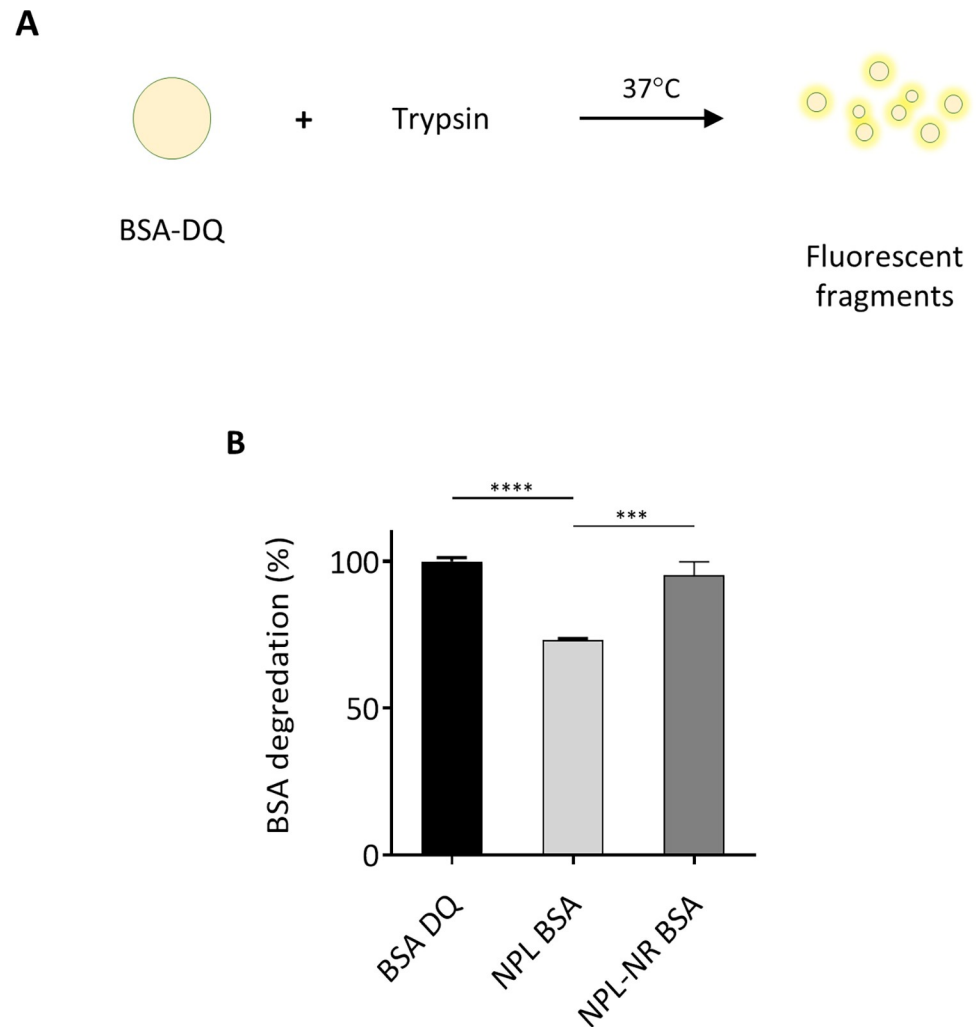 A
BSA-DQ
+
Trypsin
37°C
Fluorescent
fragments
B
****
***
BSA degredation (%)
100
50
0
BSA DQ
NPL BSA
NPL-NR BSA